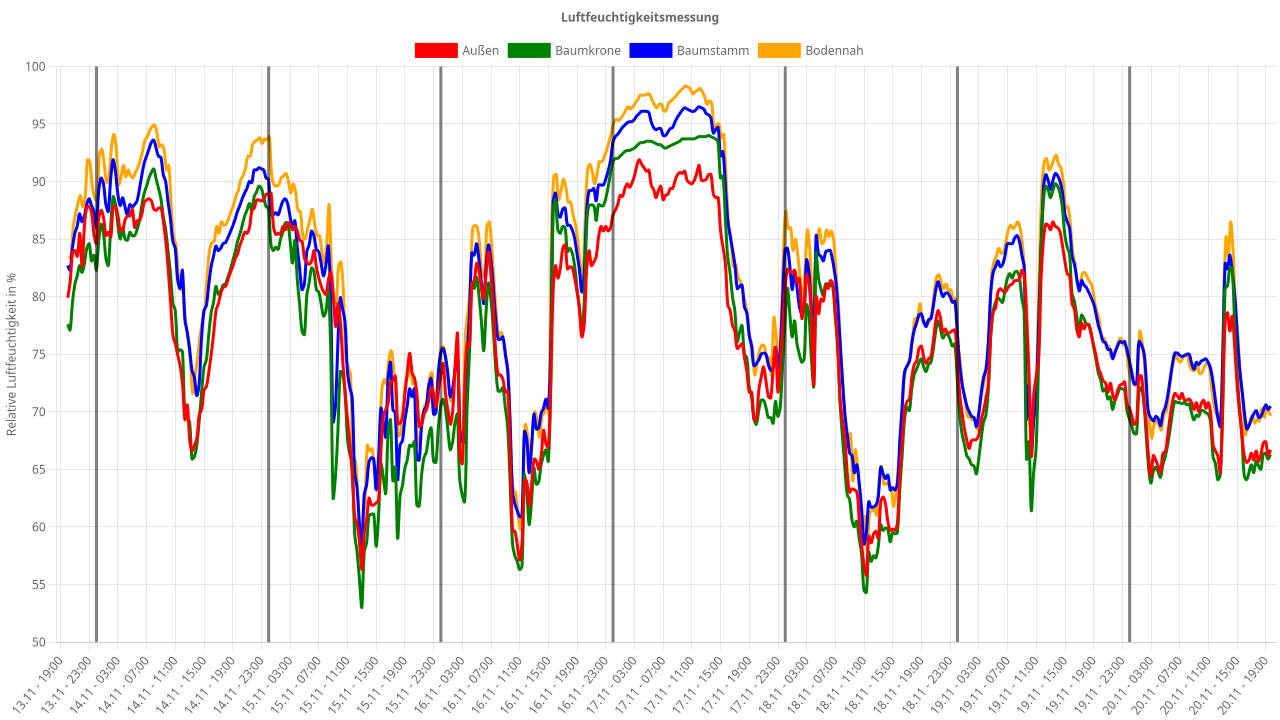 Luftfeuchtigkeitsmessung
Außen Baumkrone Baumstamm Bodennah
Relative Luftfeuchtigkeit in %
100
95
90
85
80
75
70
65
60
55
50
13.11 - 19:00
13.11 - 23:00
14.11 - 03:00
14.11 - 07:00
14.11 - 11:00
14.11 - 15:00
14.11 - 19:00
14.11 - 23:00
15.11 - 03:00
15.11 - 07:00
15.11 - 11:00
15.11 - 15:00
15.11 - 19:00
15.11 - 23:00
16.11 - 03:00
16.11 - 07:00
16.11 - 11:00
16.11 - 15:00
16.11 - 19:00
16.11 - 23:00
17.11 - 03:00
17.11 - 07:00
17.11 - 11:00
17.11 - 15:00
17.11 - 19:00
17.11 - 23:00
18.11 - 03:00
18.11 - 07:00
18.11 - 11:00
18.11 - 15:00
18.11 - 19:00
18.11 - 23:00
19.11 - 03:00
19.11 - 07:00
19.11 - 11:00
19.11 - 15:00
19.11 - 19:00
19.11 - 23:00
20.11 - 03:00
20.11 - 07:00
20.11 - 11:00
20.11 - 15:00
20.11 - 19:00